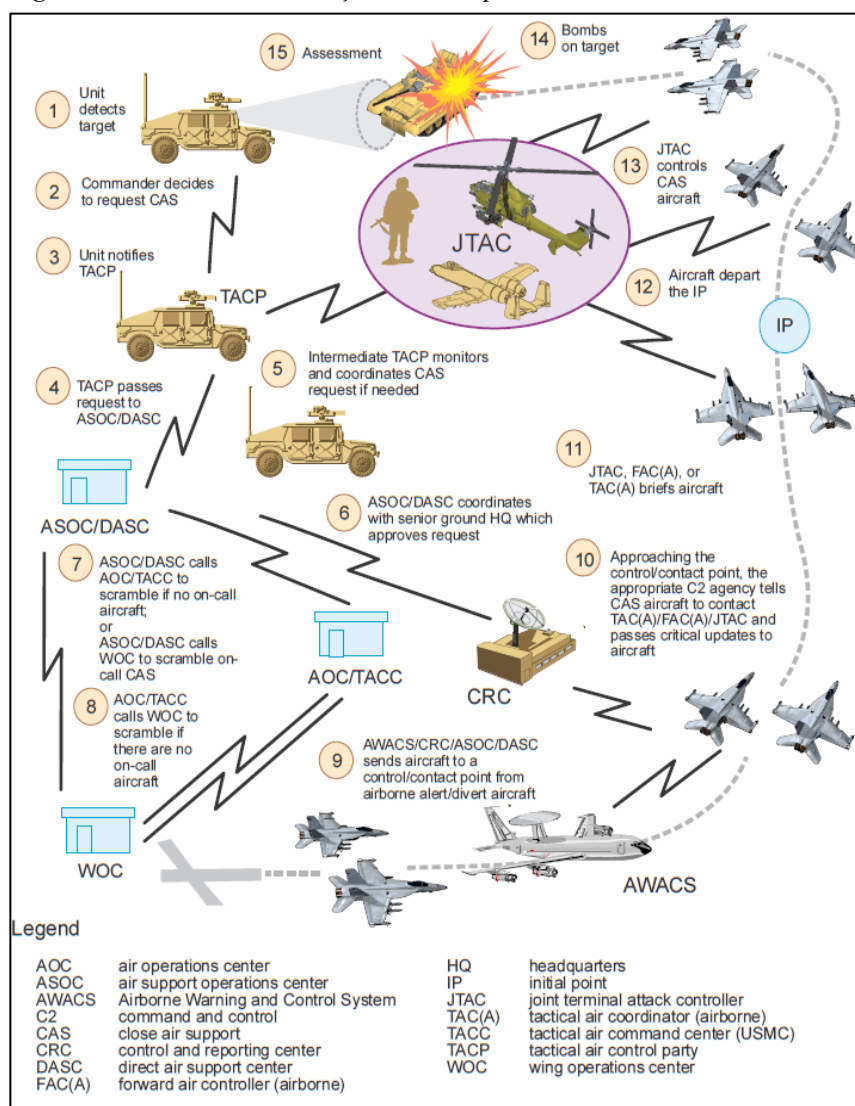 15
Assessment
14
Bombs
on target
1
Unit
detects
target
2
Commander decides
to request CAS
13
JTAC
controls
CAS
aircraft
JTAC
3
Unit notifies
TACP
TACP
12
Aircraft depart
the IP
IP
4
TACP passes
request to
ASOC/DASC
5
Intermediate TACP monitors
and coordinates CAS
request if needed
11
JTAC, FAC(A), or
TAC(A) briefs aircraft
ASOC/DASC
6
ASOC/DASC coordinates
with senior ground HQ which
approves request
7
ASOC/DASC calls
AOC/TACC to
scramble if no on-call
aircraft;
or
ASOC/DASC calls
WOC to scramble on-
call CAS
10
Approaching the
control/contact point, the
appropriate C2 agency tells
CAS aircraft to contact
TAC(A)/FAC(A)/JTAC and
passes critical updates to
aircraft
AOC/TACC
CRC
8
AOC/TACC
calls WOC to
scramble if
there are no
on-call
aircraft
9
AWACS/CRC/ASOC/DASC
sends aircraft to a
control/contact point from
airborne alert/divert aircraft
WOC
AWACS
Legend
AOC air operations center
ASOC air support operations center
AWACS Airborne Warning and Control System
C2 command and control
CAS close air support
CRC control and reporting center
DASC direct air support center
FAC(A) forward air controller (airborne)
HQ headquarters
IP initial point
JTAC joint terminal attack controller
TAC(A) tactical air coordinator (airborne)
TACC tactical air command center (USMC)
TACP tactical air control party
WOC wing operations center